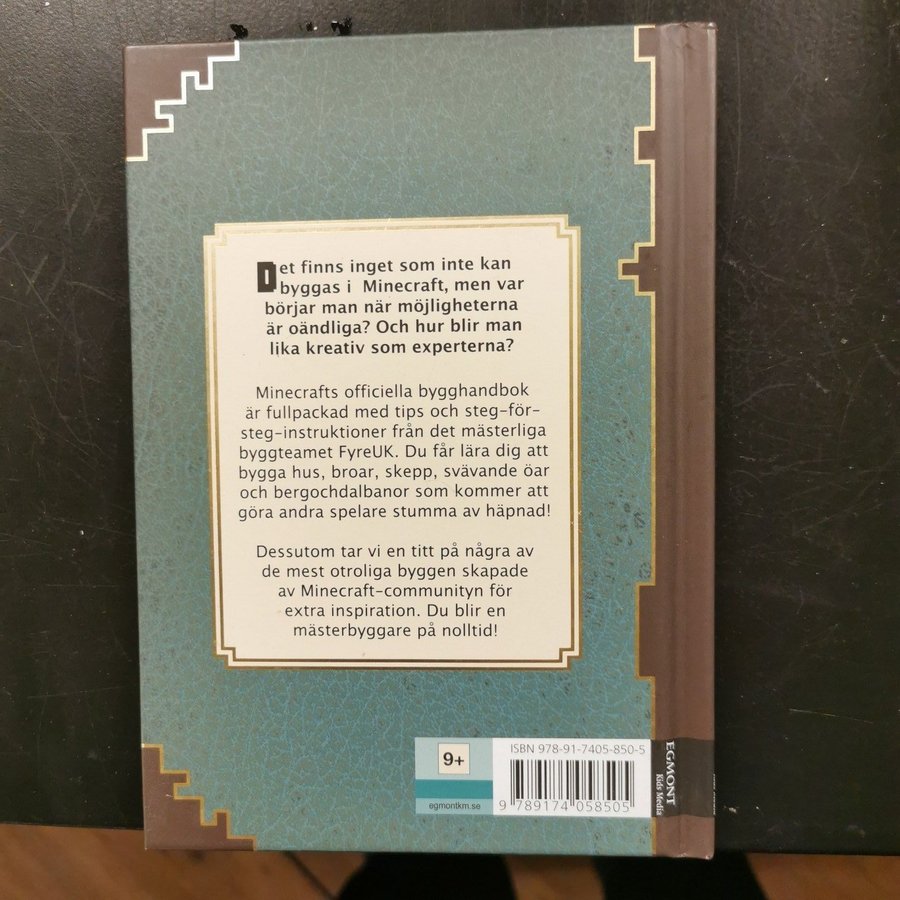 Det finns inget som inte kan
byggas i Minecraft, men var
börjar man när möjligheterna
är oändliga? Och hur blir man
lika kreativ som experterna?
Minecrafts officiella bygghandbok
är fullpackad med tips och steg-för-
steg-instruktioner från det mästerliga
byggteamet FyreUK. Du får lära dig att
bygga hus, broar, skepp, svävande öar
och bergochdalbanor som kommer att
göra andra spelare stumma av häpnad!
Dessutom tar vi en titt på några av
de mest otroliga byggen skapade
av Minecraft-communityn för
extra inspiration. Du blir en
mästerbyggare på nolltid!
9+
egmontkm.se
ISBN 978-91-7405-850-5
9 789174 058505
EGMONT
Kids Media